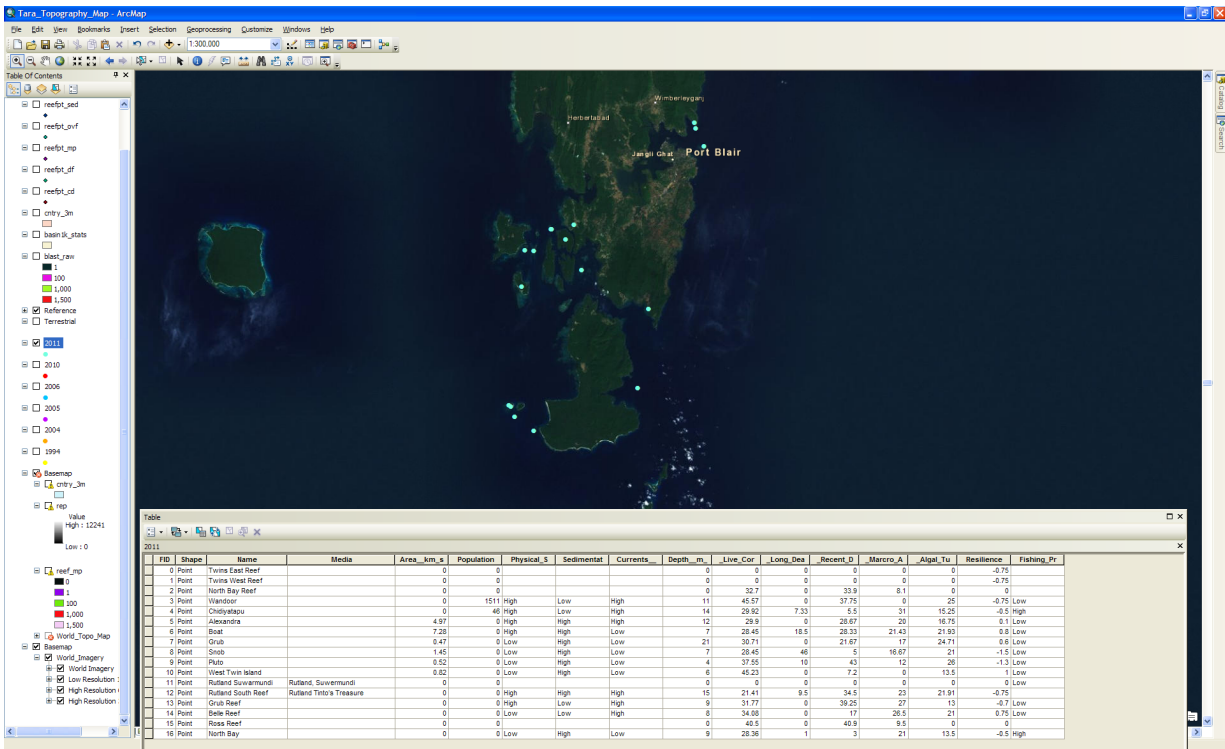 Tara_Topography_Map - ArcMap
File Edit View Bookmarks Insert Selection Geoprocessing Customize Windows Help
1:300,000
Table Of Contents
reefpt_sed
reefpt_ovf
reefpt_mp
reefpt_df
reefpt_cd
cntry_3m
basin1k_stats
blast_raw
1
100
1,000
1,500
Reference
Terrestrial
2011
2010
2006
2005
2004
1994
Basemap
cntry_3m
rep
Value
High : 12241
Low : 0
reef_mp
0
1
100
1,000
1,500
World_Topo_Map
Basemap
World_Imagery
World Imagery
Low Resolution
High Resolution
High Resolution
Wimberleyganj
Herbertabad
Jangli Ghat Port Blair
Catalog
Search
Table
2011
FID Shape Name Media Area__km_s Population Physical_S Sedimentat Currents__ Depth__m_ _Live_Cor _Long_Dea _Recent_D _Marcro_A _Algal_Tu Resilience Fishing_Pr
0 Point Twins East Reef 0 0 0 0 0 0 0 0 -0.75
1 Point Twins West Reef 0 0 0 0 0 0 0 0 -0.75
2 Point North Bay Reef 0 0 0 32.7 0 33.9 8.1 0 0
3 Point Wandoor 0 1511 High Low High 11 45.57 0 37.75 0 25 -0.75 Low
4 Point Chidiyatapu 0 46 High Low High 14 29.92 7.33 5.5 31 15.25 -0.5 High
5 Point Alexandra 4.97 0 High High High 12 29.9 0 28.67 20 16.75 0.1 Low
6 Point Boat 7.28 0 High High Low 7 28.45 18.5 28.33 21.43 21.93 0.8 Low
7 Point Grub 0.47 0 Low Low High 21 30.71 0 21.67 17 24.71 0.6 Low
8 Point Snob 1.45 0 Low High Low 7 28.45 46 5 16.67 21 -1.5 Low
9 Point Pluto 0.52 0 Low High Low 4 37.55 10 43 12 26 -1.3 Low
10 Point West Twin Island 0.82 0 Low High Low 6 45.23 0 7.2 0 13.5 1 Low
11 Point Rutland Suwarmundi Rutland, Suwermundi 0 0 0 0 0 0 0 0 0 Low
12 Point Rutland South Reef Rutland Tinto's Treasure 0 0 High High High 15 21.41 9.5 34.5 23 21.91 -0.75
13 Point Grub Reef 0 0 High Low High 9 31.77 0 39.25 27 13 -0.7 Low
14 Point Belle Reef 0 0 Low Low High 8 34.08 0 17 26.5 21 0.75 Low
15 Point Ross Reef 0 0 0 40.5 0 40.9 9.5 0 0
16 Point North Bay 0 0 Low High Low 9 28.36 1 3 21 13.5 -0.5 High